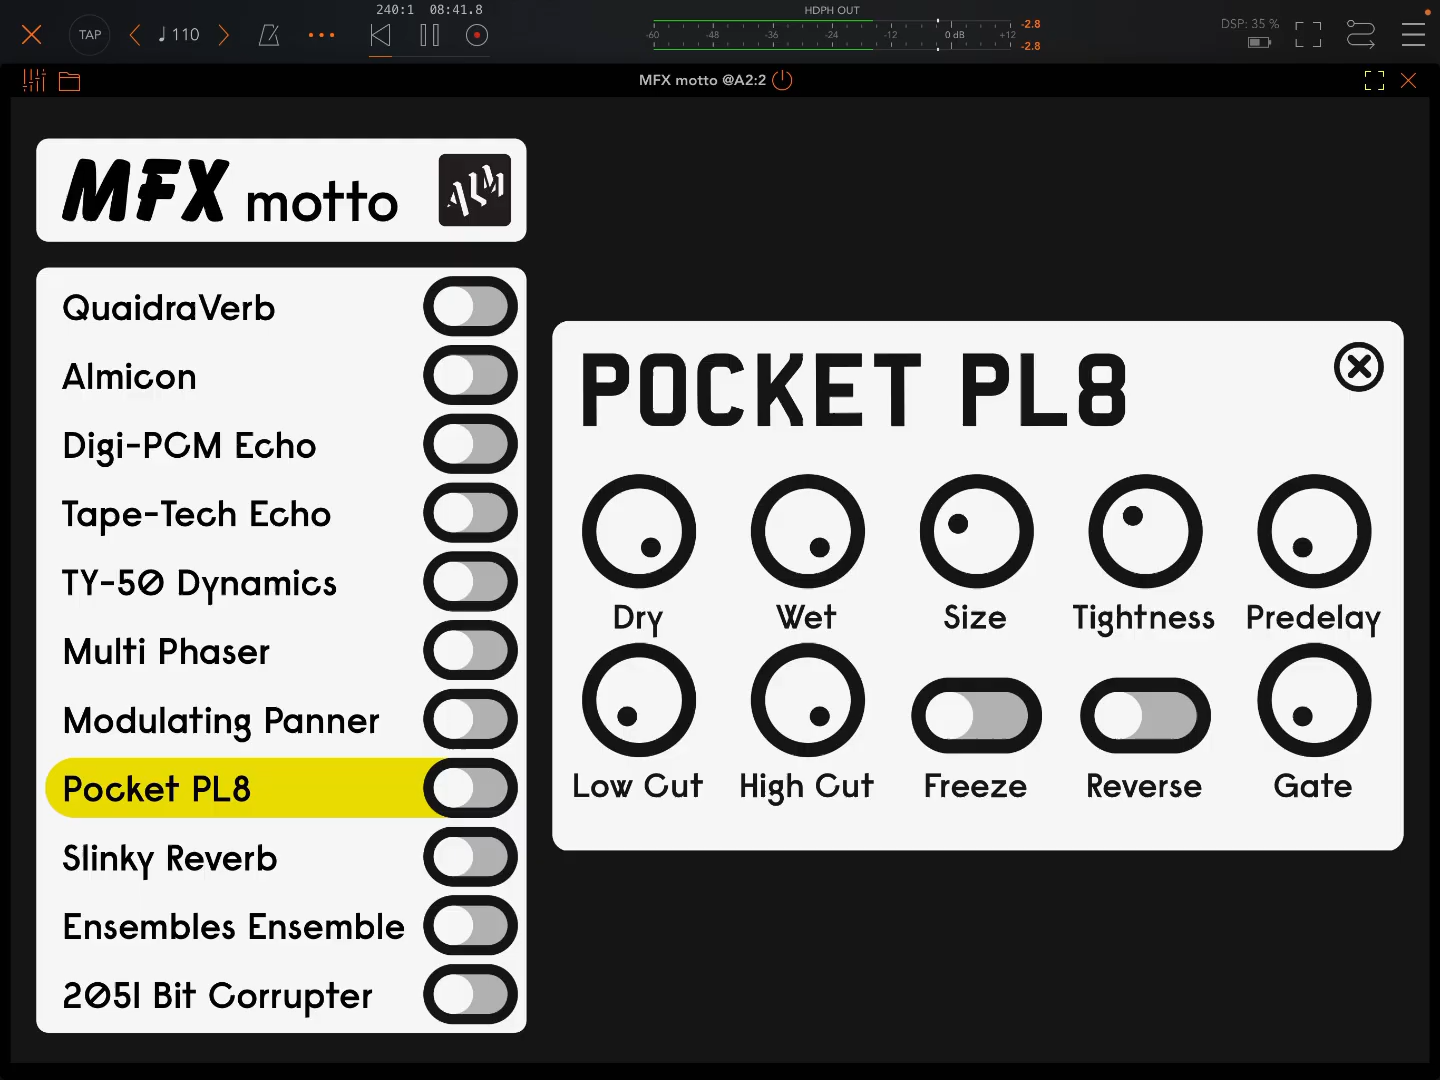 240:1 08:41.8
HDPH OUT
TAP
♩ 110
-60 -48 -36 -24 -12 0 dB +12
-2.8
-2.8
DSP: 35 %
MFX motto @A2:2
MFX motto
ALM
QuaidraVerb
Almicon
Digi-PCM Echo
Tape-Tech Echo
TY-50 Dynamics
Multi Phaser
Modulating Panner
Pocket PL8
Slinky Reverb
Ensembles Ensemble
2051 Bit Corrupter
POCKET PL8
Dry Wet Size Tightness Predelay
Low Cut High Cut Freeze Reverse Gate